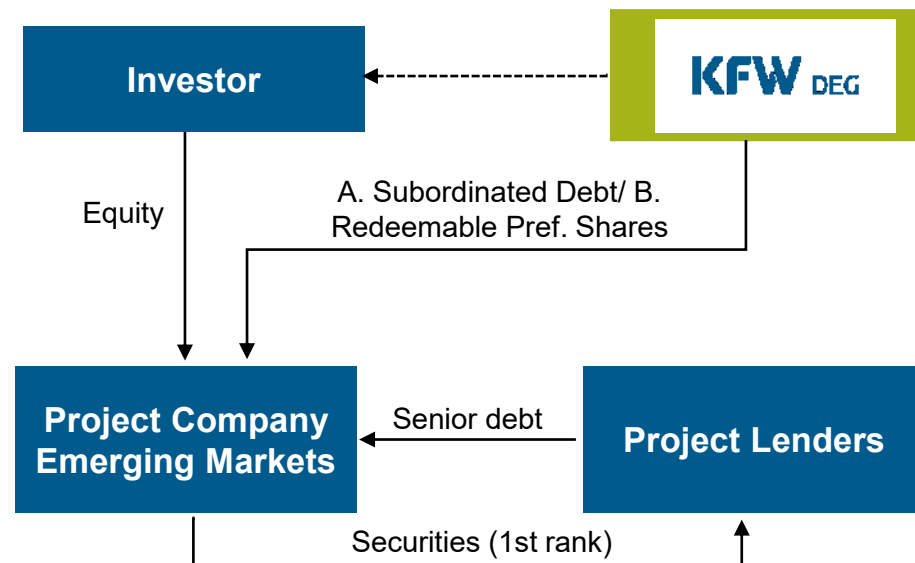 Investor
KFW DEG
Equity
A. Subordinated Debt/ B.
Redeemable Pref. Shares
Project Company
Emerging Markets
Senior debt
Project Lenders
Securities (1st rank)